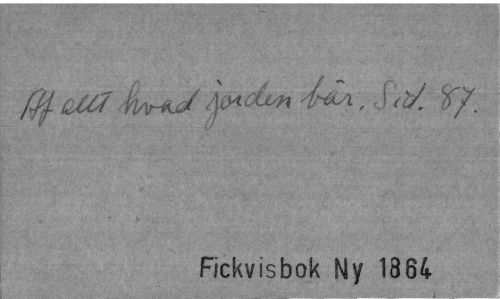 Af allt hvad jorden bär. Sid. 87.
Fickvisbok Ny 1864